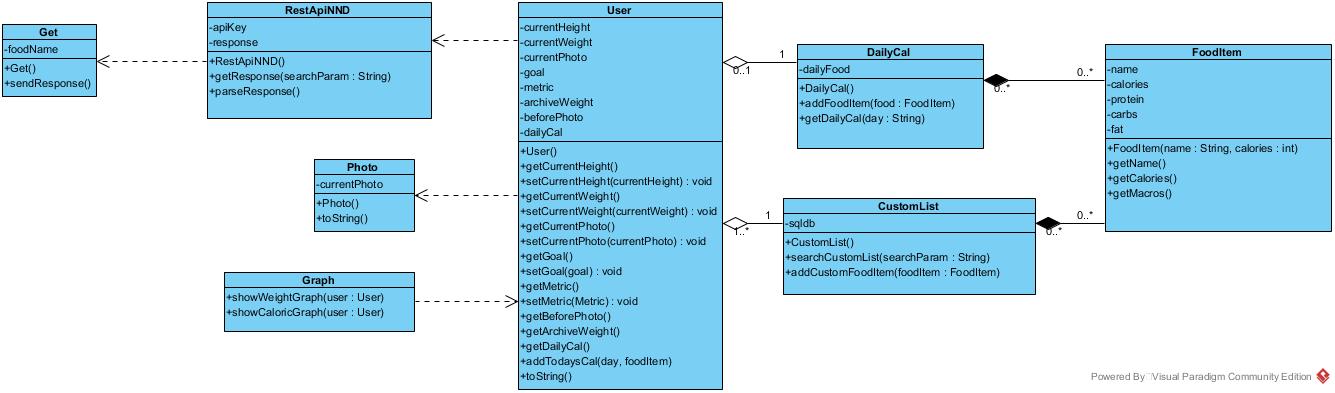 Get
-foodName
+Get()
+sendResponse()
RestApiNND
-apiKey
-response
+RestApiNND()
+getResponse(searchParam : String)
+parseResponse()
Photo
-currentPhoto
+Photo()
+toString()
Graph
+showWeightGraph(user : User)
+showCaloricGraph(user : User)
User
-currentHeight
-currentWeight
-currentPhoto
-goal
-metric
-archiveWeight
-beforePhoto
-dailyCal
+User()
+getCurrentHeight()
+setCurrentHeight(currentHeight) : void
+getCurrentWeight()
+setCurrentWeight(currentWeight) : void
+getCurrentPhoto()
+setCurrentPhoto(currentPhoto) : void
+getGoal()
+setGoal(goal) : void
+getMetric()
+setMetric(Metric) : void
+getBeforePhoto()
+getArchiveWeight()
+getDailyCal()
+addTodaysCal(day, foodItem)
+toString()
0..1
1
DailyCal
-dailyFood
+DailyCal()
+addFoodItem(food : FoodItem)
+getDailyCal(day : String)
0..*
0..*
1..*
1
CustomList
-sqldb
+CustomList()
+searchCustomList(searchParam : String)
+addCustomFoodItem(foodItem : FoodItem)
0..*
0..*
FoodItem
-name
-calories
-protein
-carbs
-fat
+FoodItem(name : String, calories : int)
+getName()
+getCalories()
+getMacros()
Powered By Visual Paradigm Community Edition